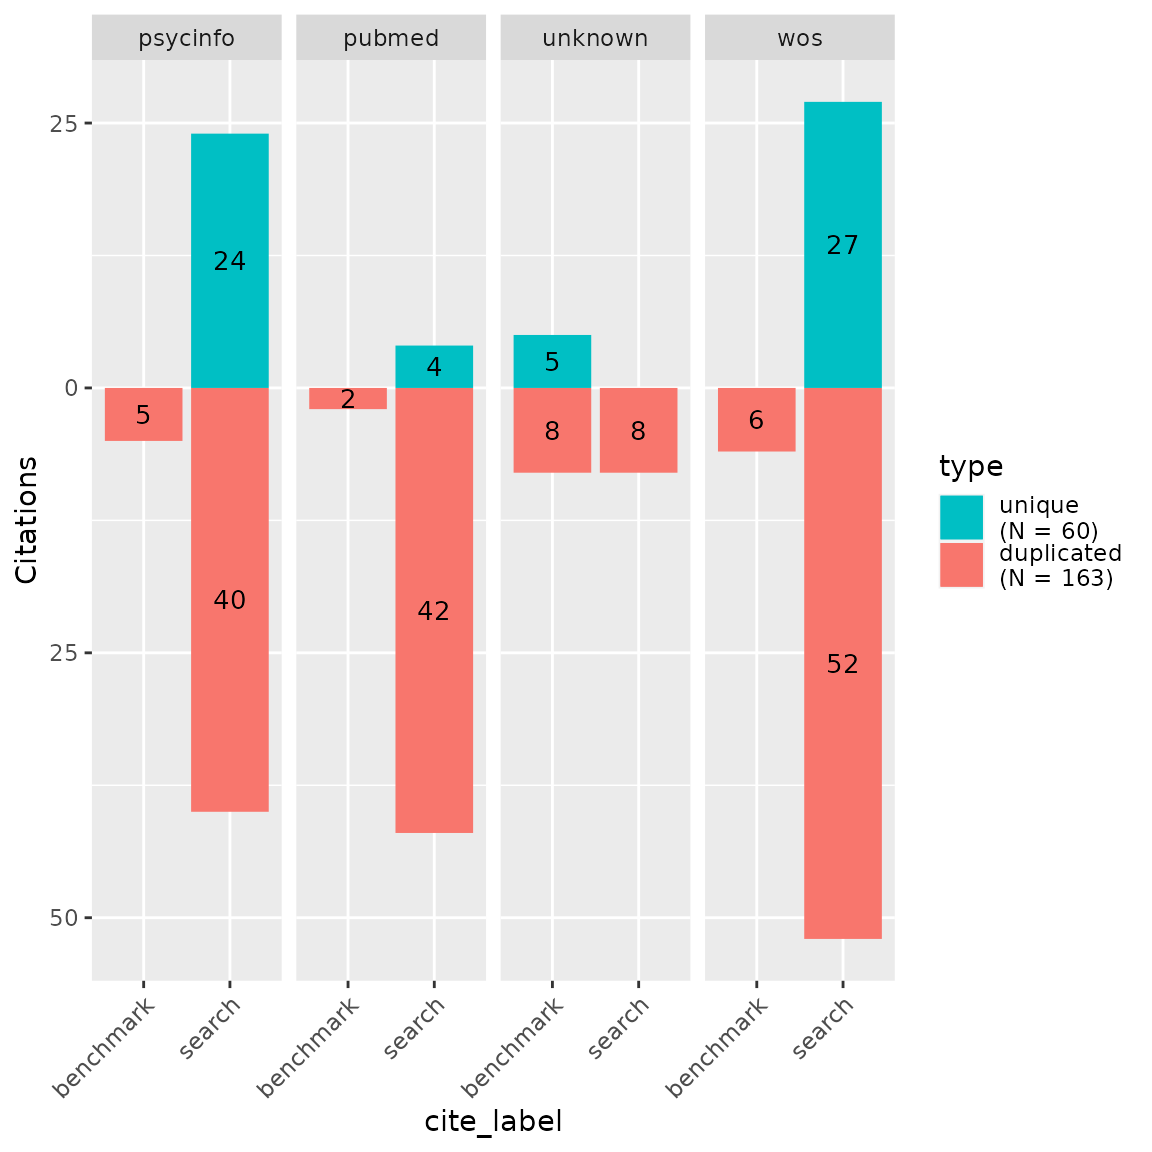 psycinfo pubmed unknown wos
25
24
27
4
5
0
5
2
8
8
6
40
42
25
52
50
benchmark search benchmark search benchmark search benchmark search
cite_label
Citations
type
unique
(N = 60)
duplicated
(N = 163)